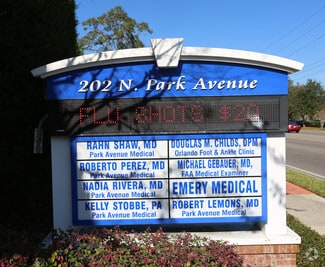 202 N. Park Avenue
FLU SHOTS $20
RAHN SHAW, MD
Park Avenue Medical
ROBERTO PEREZ, MD
Park Avenue Medical
NADIA RIVERA, MD
Park Avenue Medical
KELLY STOBBE, PA
Park Avenue Medical
DOUGLAS M. CHILDS, DPM
Orlando Foot & Ankle Clinic
MICHAEL GEBAUER, MD,
FAA Medical Examiner
EMERY MEDICAL
ROBERT LEMONS, MD
Park Avenue Medical